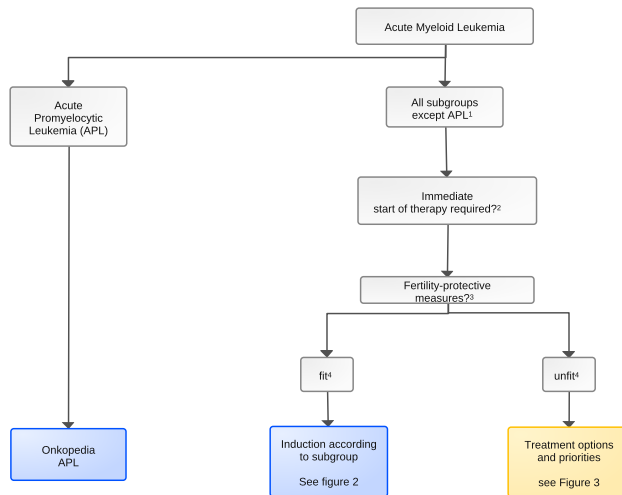 Acute Myeloid Leukemia
Acute
Promyelocytic
Leukemia (APL)
All subgroups
except APL¹
Immediate
start of therapy required?²
Fertility-protective
measures?³
fit⁴
unfit⁴
Onkopedia
APL
Induction according
to subgroup
See figure 2
Treatment options
and priorities
see Figure 3